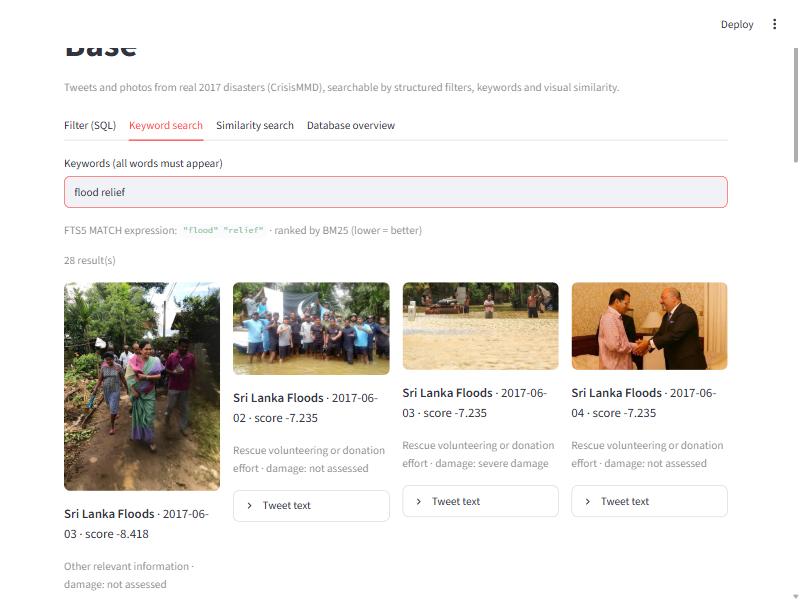 Deploy
Base
Tweets and photos from real 2017 disasters (CrisisMMD), searchable by structured filters, keywords and visual similarity.
Filter (SQL) Keyword search Similarity search Database overview
Keywords (all words must appear)
flood relief
FTS5 MATCH expression: "flood" "relief" · ranked by BM25 (lower = better)
28 result(s)
Sri Lanka Floods · 2017-06-
03 · score -8.418
Other relevant information ·
damage: not assessed
Sri Lanka Floods · 2017-06-
02 · score -7.235
Rescue volunteering or donation
effort · damage: not assessed
Tweet text
Sri Lanka Floods · 2017-06-
03 · score -7.235
Rescue volunteering or donation
effort · damage: severe damage
Tweet text
Sri Lanka Floods · 2017-06-
04 · score -7.235
Rescue volunteering or donation
effort · damage: not assessed
Tweet text